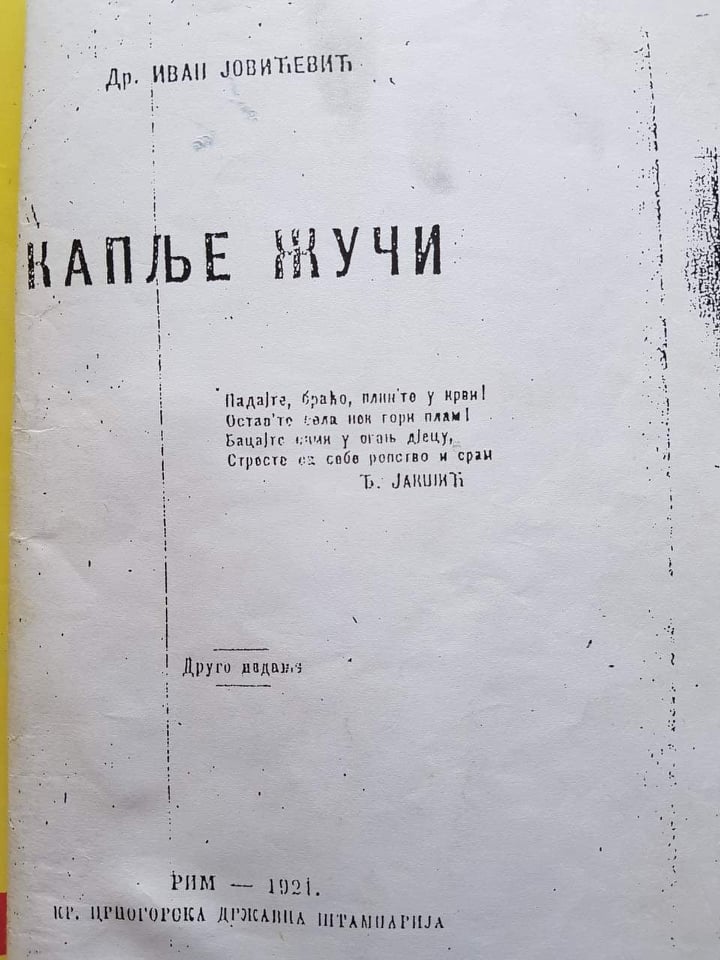 Др. ИВАН ЈОВИЋЕВИЋ
КАПЉЕ ЖУЧИ
Падајте, браћо, плин'те у крви!
Остав'те села нек гори плам!
Бацајте сами у огањ дјецу,
Стресте са себе ропство и срам
Ђ. ЈАКШИЋ
Друго издање
РИМ — 1921.
КР. ЦРНОГОРСКА ДРЖАВНА ШТАМПАРИЈА